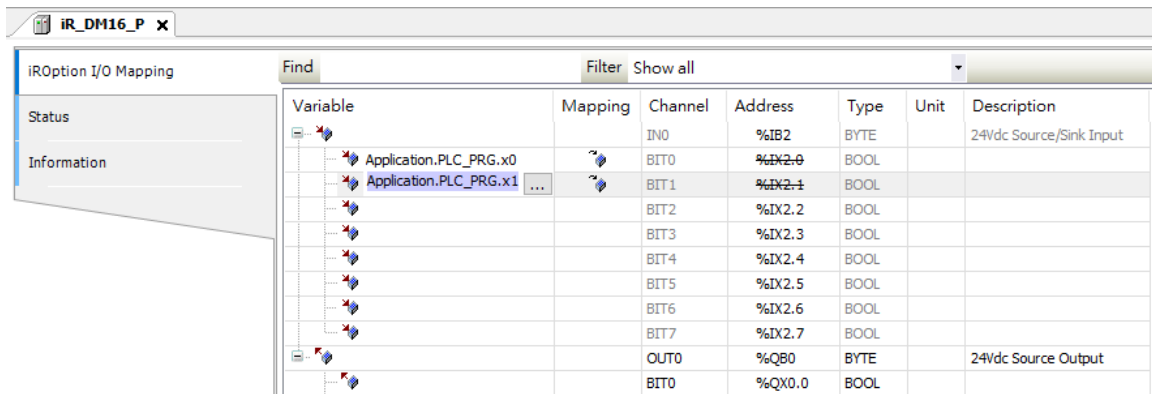 iR_DM16_P X
iROption I/O Mapping
Status
Information
Find Filter Show all
Variable Mapping Channel Address Type Unit Description
IN0 %IB2 BYTE 24Vdc Source/Sink Input
Application.PLC_PRG.x0 BIT0 %IX2.0 BOOL
Application.PLC_PRG.x1 ... BIT1 %IX2.1 BOOL
BIT2 %IX2.2 BOOL
BIT3 %IX2.3 BOOL
BIT4 %IX2.4 BOOL
BIT5 %IX2.5 BOOL
BIT6 %IX2.6 BOOL
BIT7 %IX2.7 BOOL
OUT0 %QB0 BYTE 24Vdc Source Output
BIT0 %QX0.0 BOOL